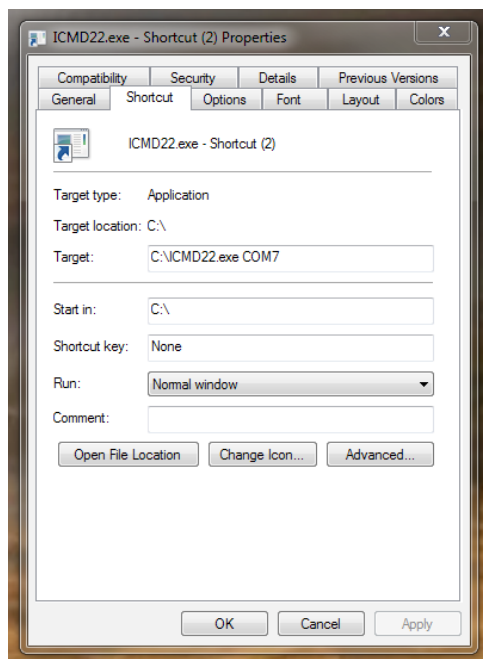 ICMD22.exe - Shortcut (2) Properties
X
Compatibility Security Details Previous Versions
General Shortcut Options Font Layout Colors
ICMD22.exe - Shortcut (2)
Target type: Application
Target location: C:\
Target: C:\ICMD22.exe COM7
Start in: C:\
Shortcut key: None
Run: Normal window
Comment:
Open File Location Change Icon... Advanced...
OK Cancel Apply